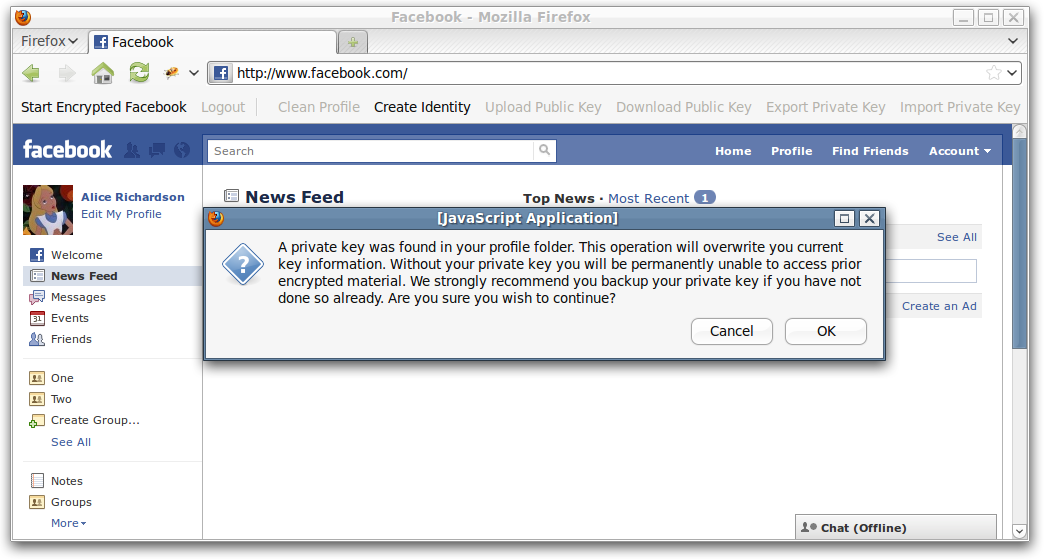 Facebook - Mozilla Firefox
Firefox
Facebook
http://www.facebook.com/
Start Encrypted Facebook Logout Clean Profile Create Identity Upload Public Key Download Public Key Export Private Key Import Private Key
facebook Search Home Profile Find Friends Account
Alice Richardson
Edit My Profile
Welcome
News Feed
Messages
31 Events
Friends
One
Two
Create Group...
See All
Notes
Groups
More
News Feed Top News · Most Recent 1
See All
Create an Ad
[JavaScript Application]
A private key was found in your profile folder. This operation will overwrite you current
key information. Without your private key you will be permanently unable to access prior
encrypted material. We strongly recommend you backup your private key if you have not
done so already. Are you sure you wish to continue?
Cancel OK
Chat (Offline)